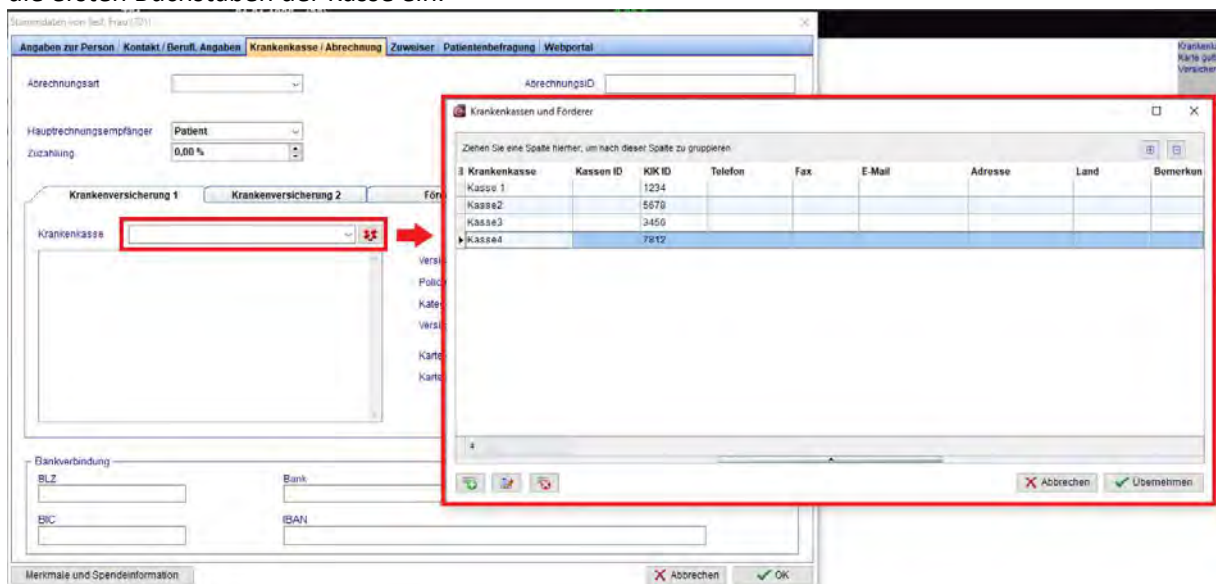 die ersten Buchstaben der Kasse ein.
Stammdaten von Test, Frau (701)
Angaben zur Person Kontakt / Berufl. Angaben Krankenkasse / Abrechnung Zuweiser Patientenbefragung Webportal
Abrechnungsart
AbrechnungsID
Hauptrechnungsempfänger Patient
Zuzahlung 0,00 %
Krankenversicherung 1 Krankenversicherung 2
Krankenkasse
Krankenkassen und Förderer
Ziehen Sie eine Spalte hierher, um nach dieser Spalte zu gruppieren
Krankenkasse Kassen ID KIK ID Telefon Fax E-Mail Adresse Land Bemerkun
Kasse 1 1234
Kasse2 5678
Kasse3 3456
Kasse4 7812
4
Abbrechen Übernehmen
Bankverbindung
BLZ Bank
BIC IBAN
Merkmale und Spendeinformation Abbrechen OK